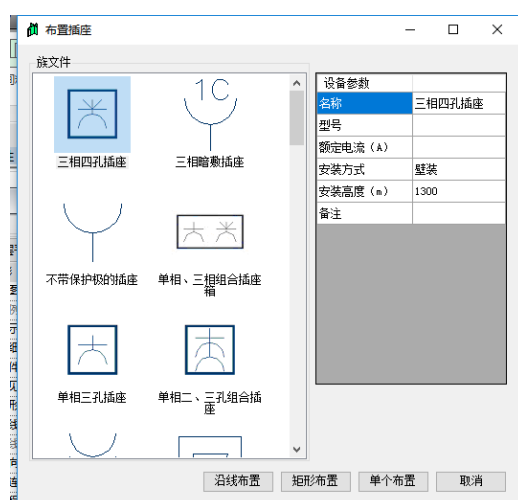 布置插座
族文件
1C
三相四孔插座
三相暗敷插座
不带保护极的插座
单相、三相组合插座
箱
单相三孔插座
单相二、三孔组合插
座
设备参数
名称 三相四孔插座
型号
额定电流（A）
安装方式 壁装
安装高度（m） 1300
备注
沿线布置 矩形布置 单个布置 取消